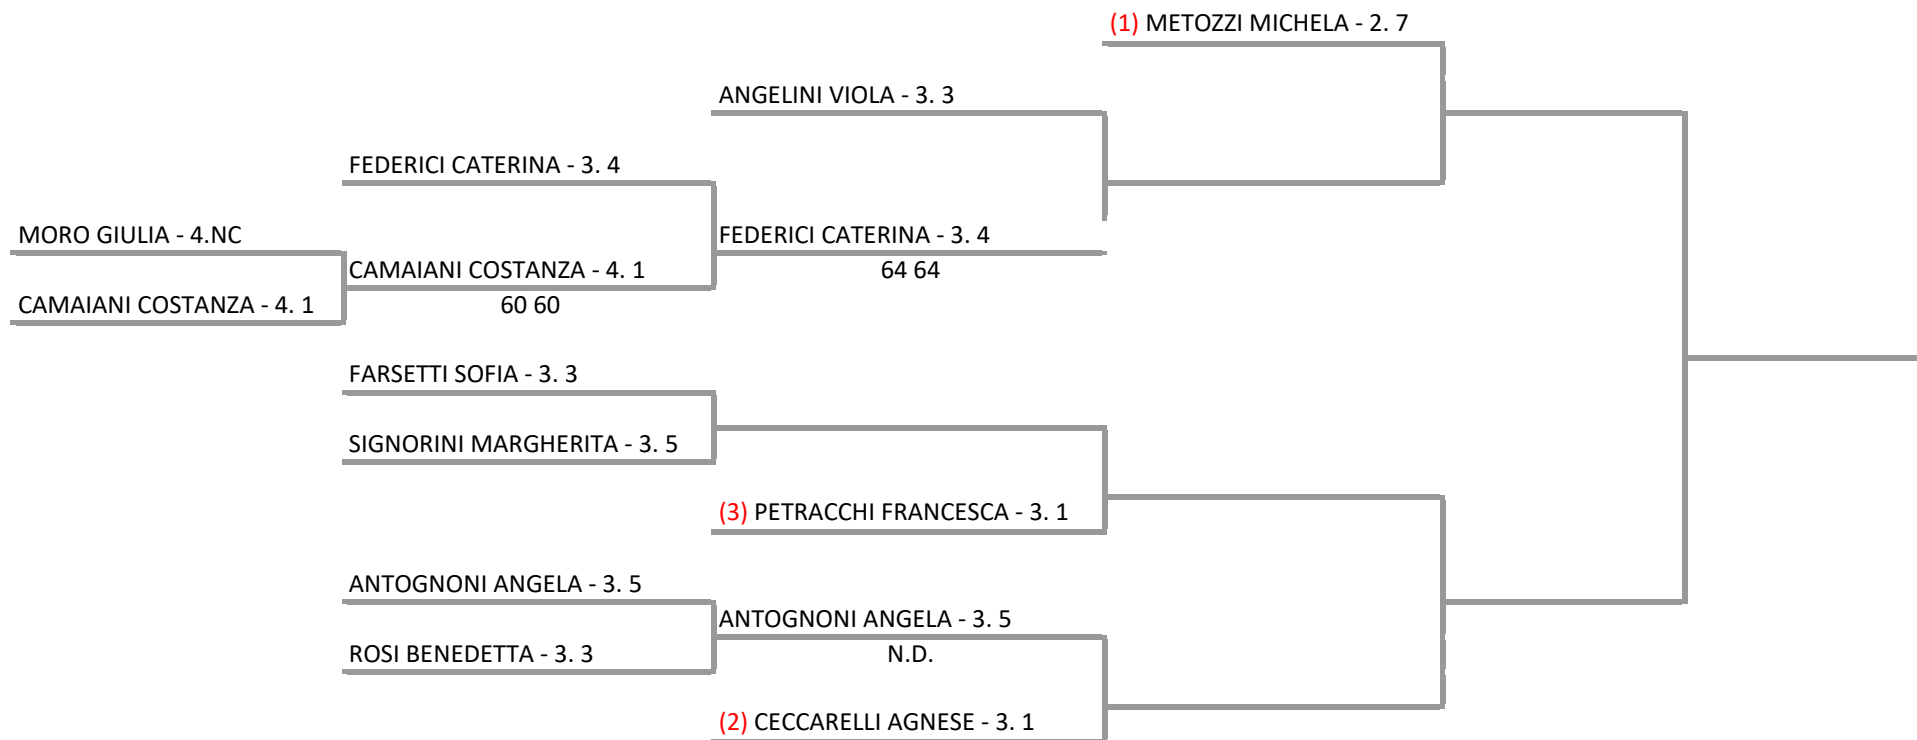 (1) METOZZI MICHELA - 2. 7
ANGELINI VIOLA - 3. 3
FEDERICI CATERINA - 3. 4
MORO GIULIA - 4.NC
FEDERICI CATERINA - 3. 4
CAMAIANI COSTANZA - 4. 1
64 64
CAMAIANI COSTANZA - 4. 1
60 60
FARSETTI SOFIA - 3. 3
SIGNORINI MARGHERITA - 3. 5
(3) PETRACCHI FRANCESCA - 3. 1
ANTOGNONI ANGELA - 3. 5
ANTOGNONI ANGELA - 3. 5
ROSI BENEDETTA - 3. 3
N.D.
(2) CECCARELLI AGNESE - 3. 1